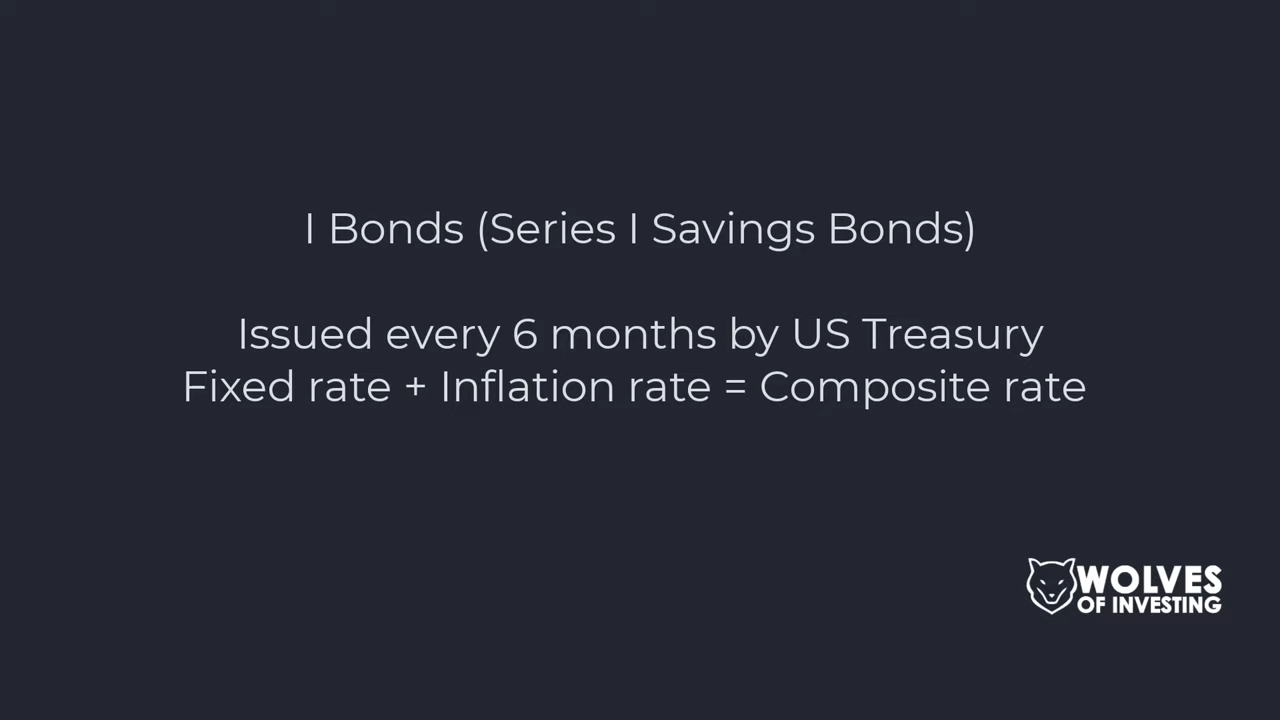 I Bonds (Series I Savings Bonds)
Issued every 6 months by US Treasury
Fixed rate + Inflation rate = Composite rate
WOLVES
OF INVESTING